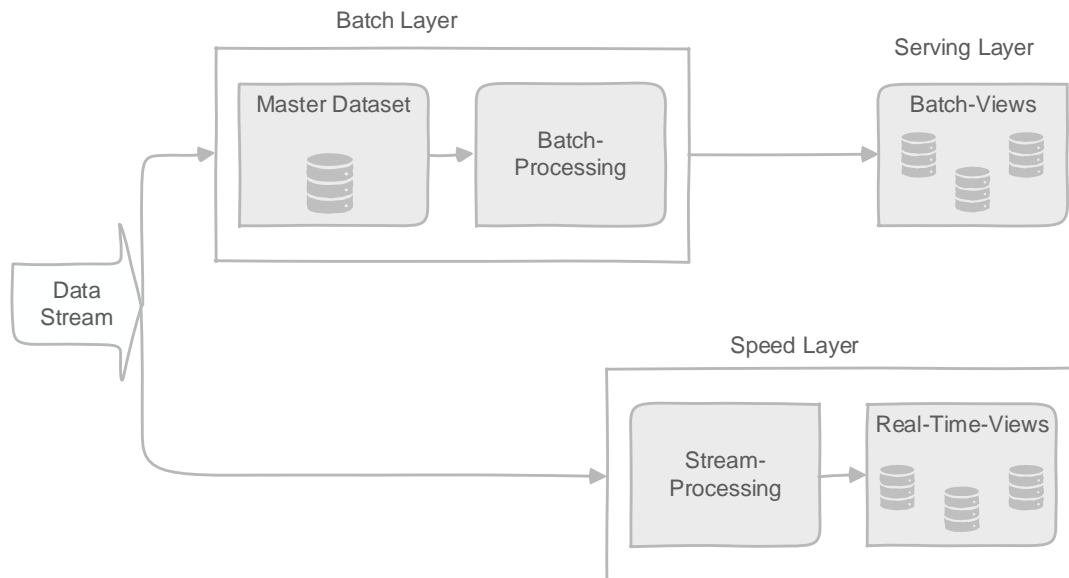 Batch Layer
Serving Layer
Master Dataset
Batch-
Processing
Batch-Views
Data
Stream
Speed Layer
Stream-
Processing
Real-Time-Views